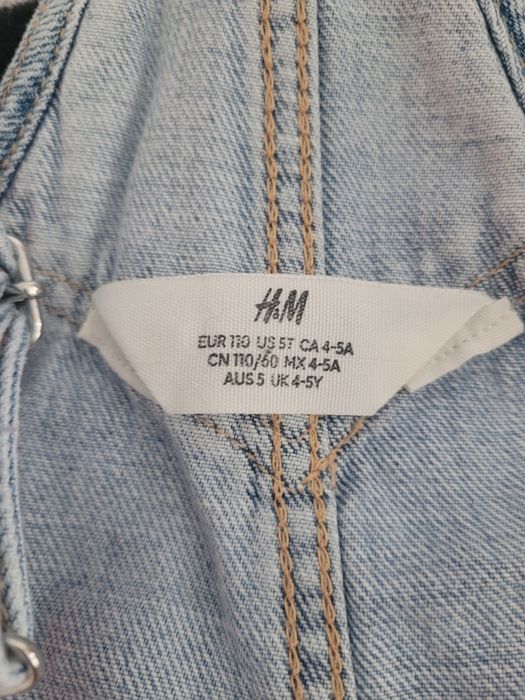 H&M
EUR 110 US 5T CA 4-5A
CN 110/60 MX 4-5A
AUS 5 UK 4-5Y